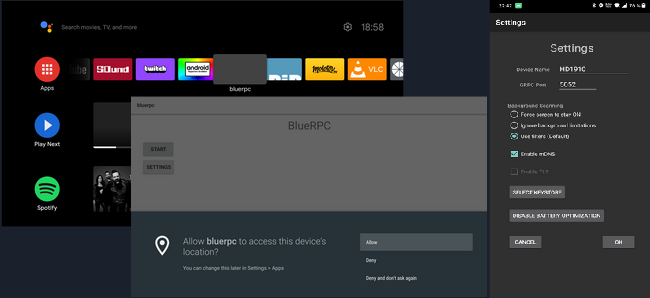 Search movies, TV, and more
18:58
SOund
twitch
android
VLC
bluerpc
Apps
Play Next
Spotify
bluerpc
BlueRPC
START
SETTINGS
Allow bluerpc to access this device's
location?
You can change this later in Settings > Apps
Allow
Deny
Deny and don't ask again
Settings
Settings
Device Name
HD1910
GRPC Port
5052
Background Scanning
Force screen to stay ON
Ignore background limitations
Use filters (Default)
Enable mDNS
Enable TLS
SELECT KEYSTORE
DISABLE BATTERY OPTIMIZATION
CANCEL
OK